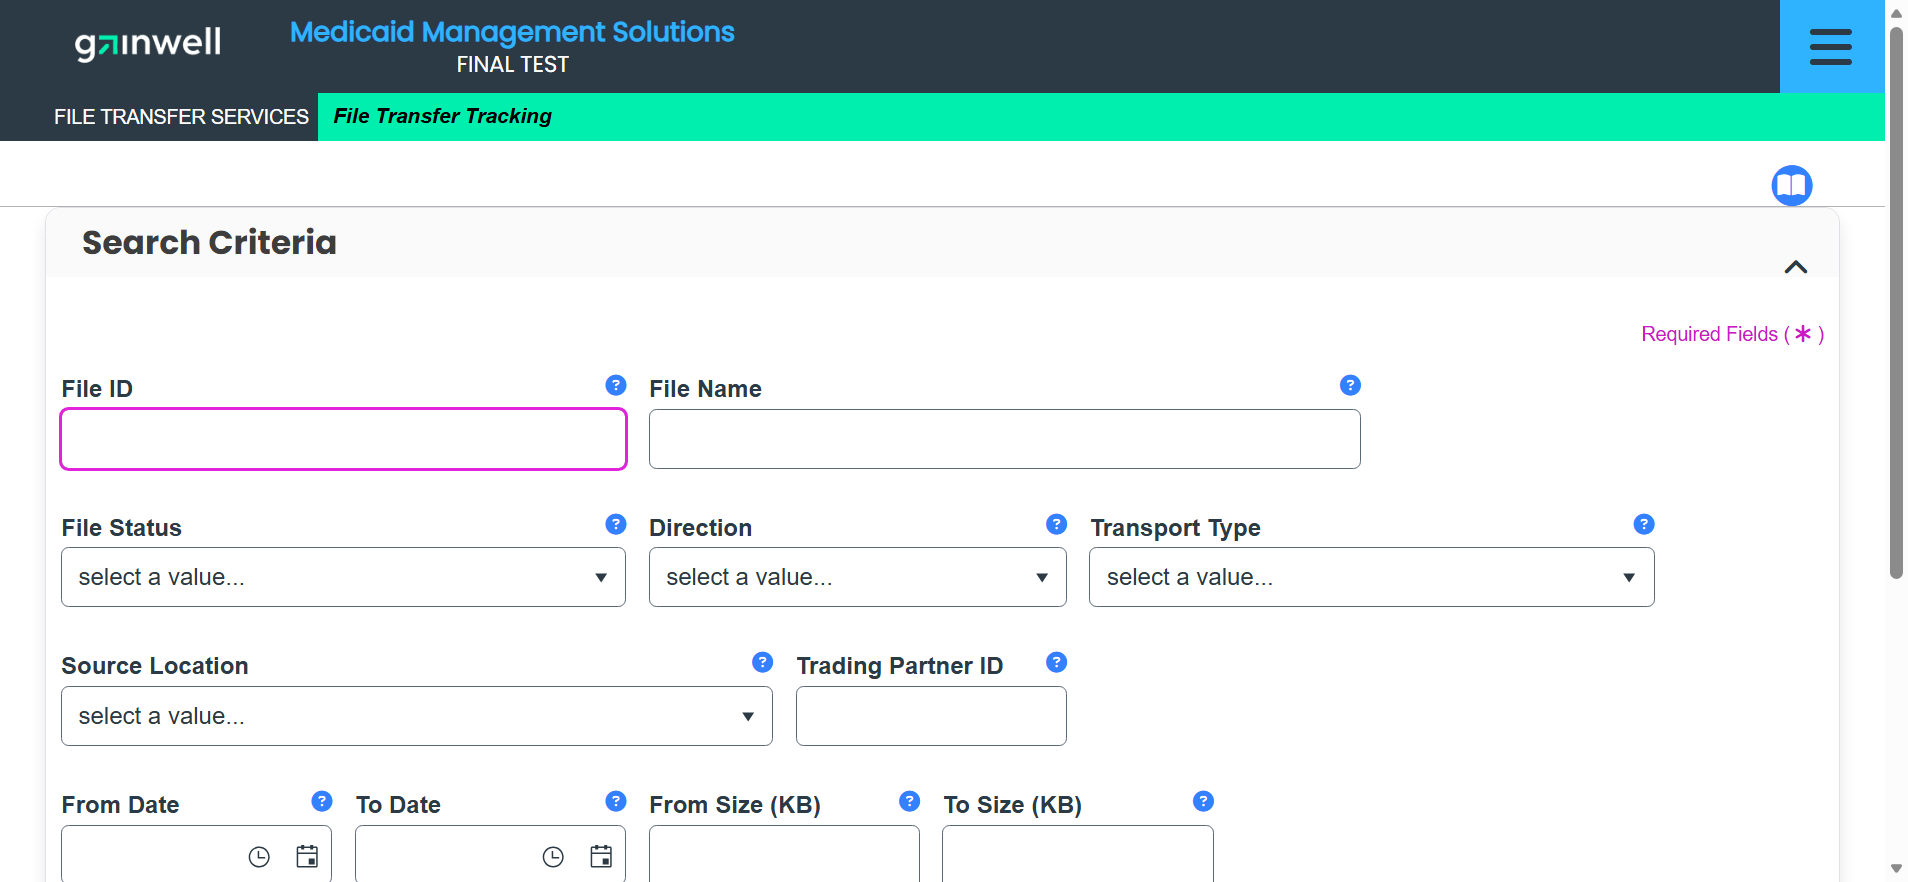 gainwell
Medicaid Management Solutions
FINAL TEST
FILE TRANSFER SERVICES
File Transfer Tracking
Search Criteria
Required Fields ( * )
File ID ?
File Name ?
File Status ?
Direction ?
Transport Type ?
select a value...
select a value...
select a value...
Source Location ?
Trading Partner ID ?
select a value...
From Date ?
To Date ?
From Size (KB) ?
To Size (KB) ?